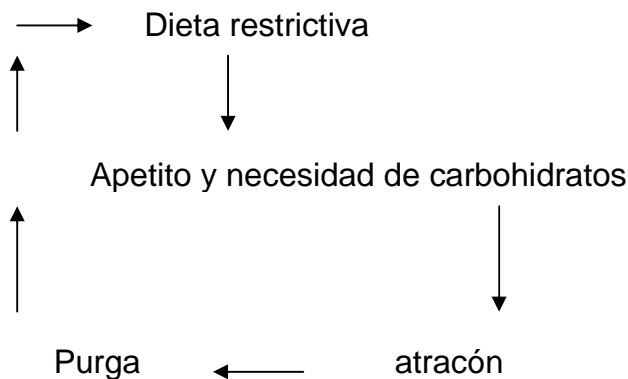 Dieta restrictiva
Apetito y necesidad de carbohidratos
Purga atracón